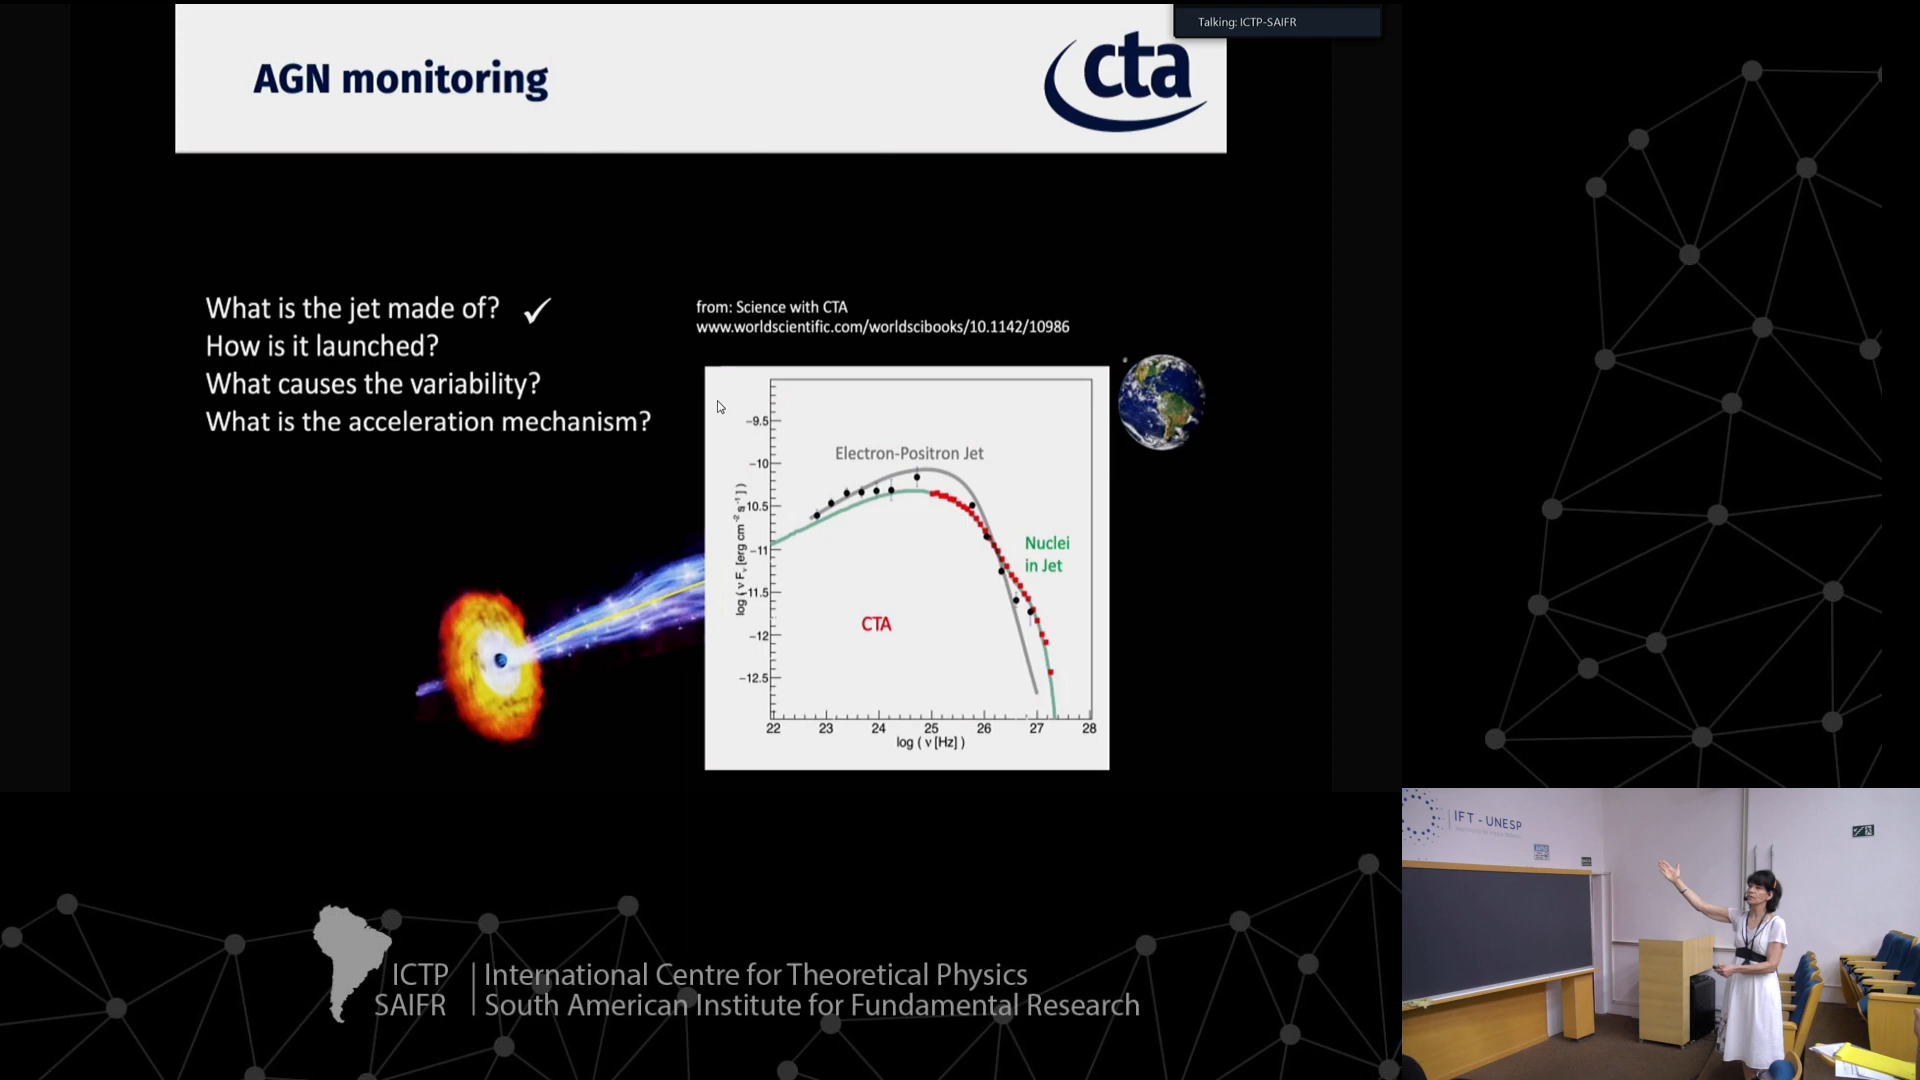 Talking: ICTP-SAIFR
AGN monitoring
cta
What is the jet made of? ✓
How is it launched?
What causes the variability?
What is the acceleration mechanism?
from: Science with CTA
www.worldscientific.com/worldscibooks/10.1142/10986
−9.5
−10
−10.5
−11
−11.5
−12
−12.5
log ( ν Fν [erg cm⁻² s⁻¹] )
Electron-Positron Jet
Nuclei
in Jet
CTA
22 23 24 25 26 27 28
log ( ν [Hz] )
IFT - UNESP
ICTP
SAIFR
International Centre for Theoretical Physics
South American Institute for Fundamental Research